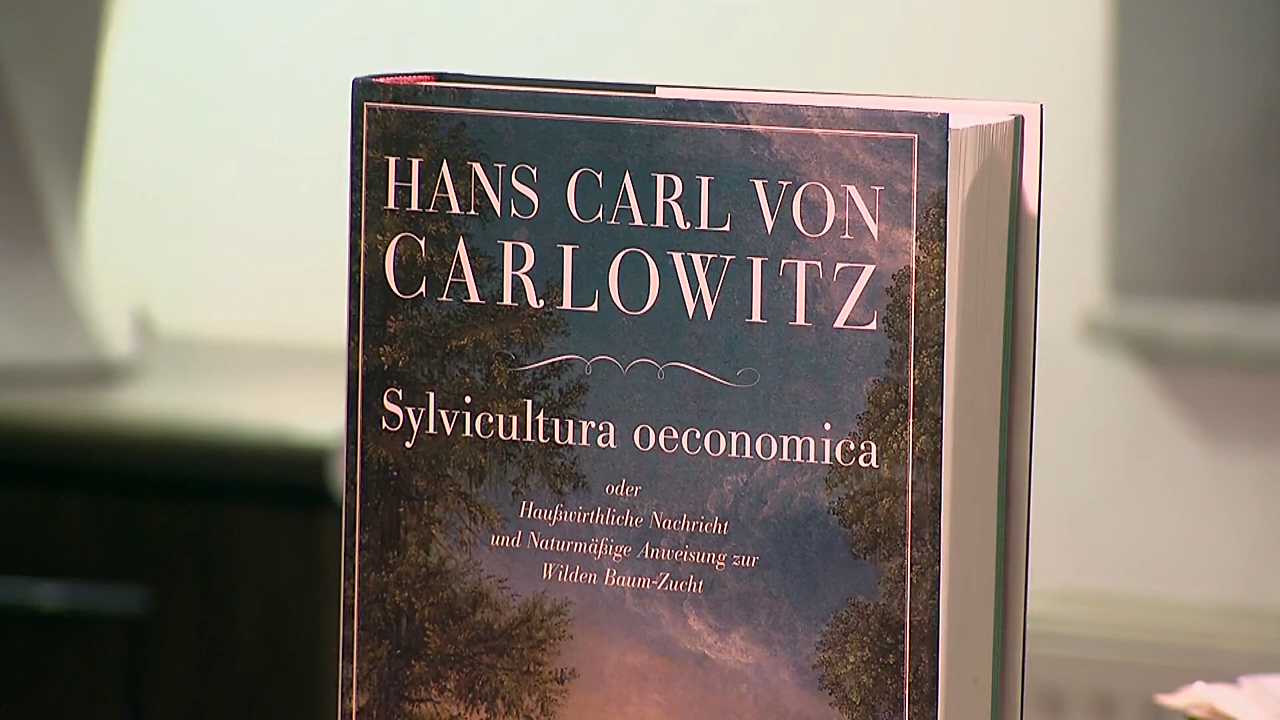 HANS CARL VON
CARLOWITZ
Sylvicultura oeconomica
oder
Haußwirthliche Nachricht
und Naturmäßige Anweisung zur
Wilden Baum-Zucht